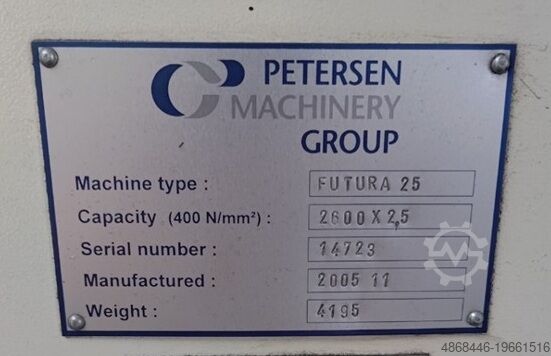 PETERSEN
MACHINERY
GROUP
Machine type : FUTURA 25
Capacity (400 N/mm²) : 2600 X 2,5
Serial number : 14723
Manufactured : 2005 11
Weight : 4195
4868446-19661516